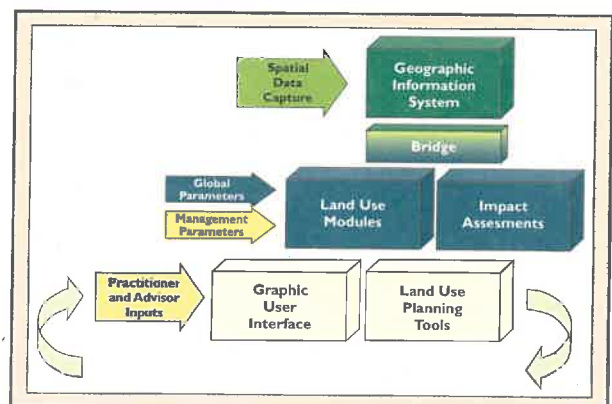 Spatial
Data
Capture
Geographic
Information
System
Bridge
Global
Parameters
Management
Parameters
Land Use
Modules
Impact
Assesments
Practitioner
and Advisor
Inputs
Graphic
User
Interface
Land Use
Planning
Tools